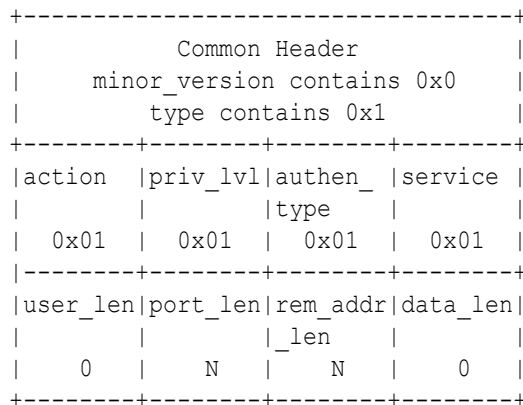 +---------------------------------------+
|            Common Header              |
|     minor_version contains 0x0        |
|          type contains 0x1            |
+--------+---------+---------+--------+
|action  |priv_lvl|authen_  |service |
|        |        |type     |        |
|  0x01  |  0x01  |  0x01   |  0x01  |
|--------+---------+---------+--------+
|user_len|port_len|rem_addr|data_len|
|        |        |_len    |        |
|    0   |    N   |    N   |    0   |
+--------+---------+---------+--------+